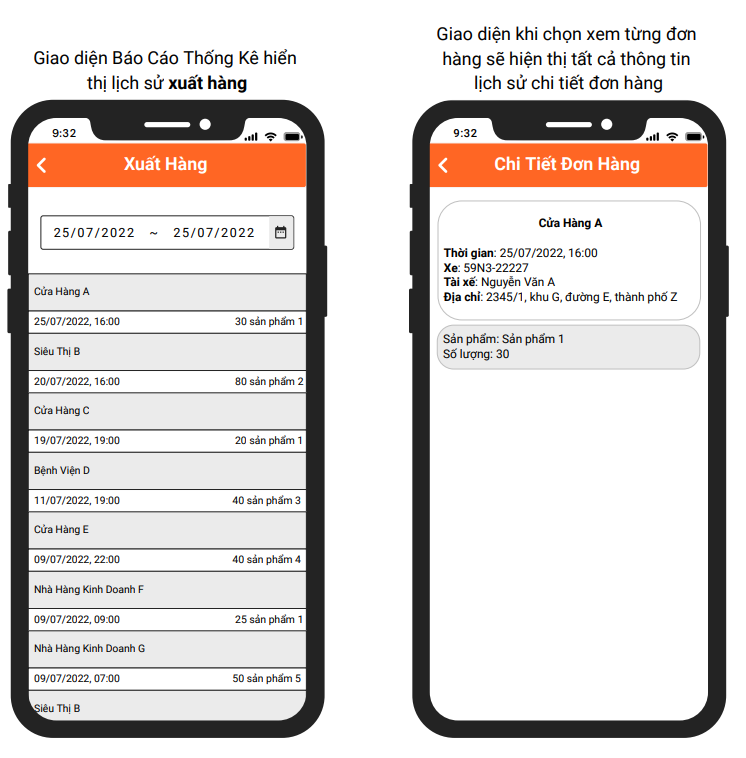 Giao diện Báo Cáo Thống Kê hiển
thị lịch sử xuất hàng
9:32
Xuất Hàng
25/07/2022 ~ 25/07/2022
Cửa Hàng A
25/07/2022, 16:00 30 sản phẩm 1
Siêu Thị B
20/07/2022, 16:00 80 sản phẩm 2
Cửa Hàng C
19/07/2022, 19:00 20 sản phẩm 1
Bệnh Viện D
11/07/2022, 19:00 40 sản phẩm 3
Cửa Hàng E
09/07/2022, 22:00 40 sản phẩm 4
Nhà Hàng Kinh Doanh F
09/07/2022, 09:00 25 sản phẩm 1
Nhà Hàng Kinh Doanh G
09/07/2022, 07:00 50 sản phẩm 5
Siêu Thị B
Giao diện khi chọn xem từng đơn
hàng sẽ hiện thị tất cả thông tin
lịch sử chi tiết đơn hàng
9:32
Chi Tiết Đơn Hàng
Cửa Hàng A
Thời gian: 25/07/2022, 16:00
Xe: 59N3-22227
Tài xế: Nguyễn Văn A
Địa chỉ: 2345/1, khu G, đường E, thành phố Z
Sản phẩm: Sản phẩm 1
Số lượng: 30